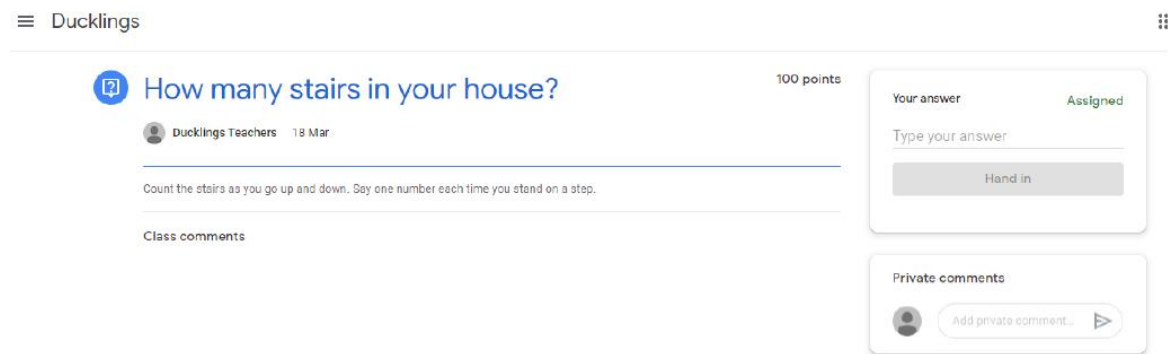 Ducklings
How many stairs in your house?
100 points
Ducklings Teachers 18 Mar
Count the stairs as you go up and down. Say one number each time you stand on a step.
Class comments
Your answer
Assigned
Type your answer
Hand in
Private comments
Add private comment...